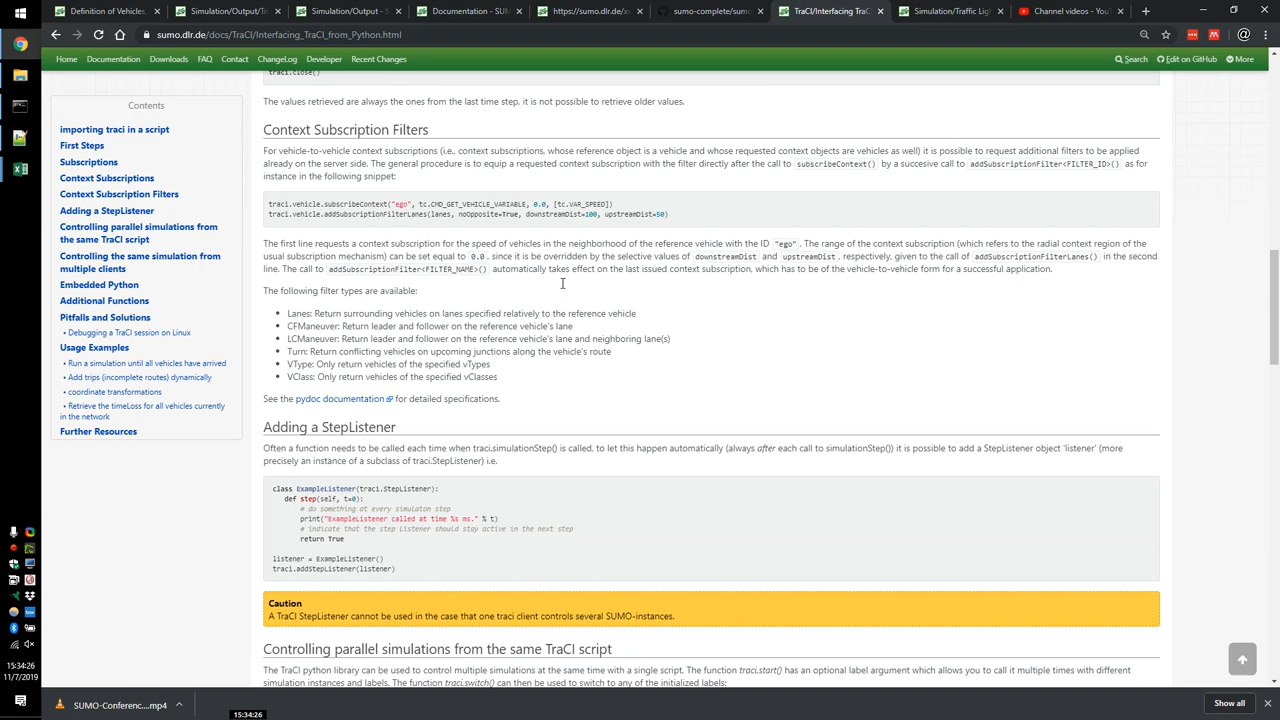 Definition of Vehicles,
Simulation/Output/Tri
Simulation/Output - S
Documentation - SUM
https://sumo.dlr.de/xs
sumo-complete/sumo
TraCI/Interfacing TraC
Simulation/Traffic Ligh
Channel videos - YouT
sumo.dlr.de/docs/TraCI/Interfacing_TraCI_from_Python.html
Home Documentation Downloads FAQ Contact ChangeLog Developer Recent Changes
Search Edit on GitHub More
Contents
importing traci in a script
First Steps
Subscriptions
Context Subscriptions
Context Subscription Filters
Adding a StepListener
Controlling parallel simulations from
the same TraCI script
Controlling the same simulation from
multiple clients
Embedded Python
Additional Functions
Pitfalls and Solutions
• Debugging a TraCI session on Linux
Usage Examples
• Run a simulation until all vehicles have arrived
• Add trips (incomplete routes) dynamically
• coordinate transformations
• Retrieve the timeLoss for all vehicles currently
in the network
Further Resources
traci.close()
The values retrieved are always the ones from the last time step, it is not possible to retrieve older values.
Context Subscription Filters
For vehicle-to-vehicle context subscriptions (i.e., context subscriptions, whose reference object is a vehicle and whose requested context objects are vehicles as well) it is possible to request additional filters to be applied
already on the server side. The general procedure is to equip a requested context subscription with the filter directly after the call to subscribeContext() by a succesive call to addSubscriptionFilter<FILTER_ID>() as for
instance in the following snippet:
traci.vehicle.subscribeContext("ego", tc.CMD_GET_VEHICLE_VARIABLE, 0.0, [tc.VAR_SPEED])
traci.vehicle.addSubscriptionFilterLanes(lanes, noOpposite=True, downstreamDist=100, upstreamDist=50)
The first line requests a context subscription for the speed of vehicles in the neighborhood of the reference vehicle with the ID "ego". The range of the context subscription (which refers to the radial context region of the
usual subscription mechanism) can be set equal to 0.0, since it is overridden by the selective values of downstreamDist and upstreamDist, respectively, given to the call of addSubscriptionFilterLanes() in the second
line. The call to addSubscriptionFilter<FILTER_NAME>() automatically takes effect on the last issued context subscription, which has to be of the vehicle-to-vehicle form for a successful application.
The following filter types are available:
• Lanes: Return surrounding vehicles on lanes specified relatively to the reference vehicle
• CFManeuver: Return leader and follower on the reference vehicle's lane
• LCManeuver: Return leader and follower on the reference vehicle's lane and neighboring lane(s)
• Turn: Return conflicting vehicles on upcoming junctions along the vehicle's route
• VType: Only return vehicles of the specified vTypes
• VClass: Only return vehicles of the specified vClasses
See the pydoc documentation for detailed specifications.
Adding a StepListener
Often a function needs to be called each time when traci.simulationStep() is called, to let this happen automatically (always after each call to simulationStep()) it is possible to add a StepListener object 'listener' (more
precisely an instance of a subclass of traci.StepListener) i.e.
class ExampleListener(traci.StepListener):
def step(self, t=0):
# do something at every simulaton step
print("ExampleListener called at time %s ms." % t)
# indicate that the step Listener should stay active in the next step
return True
listener = ExampleListener()
traci.addStepListener(listener)
Caution
A TraCI StepListener cannot be used in the case that one traci client controls several SUMO-instances.
Controlling parallel simulations from the same TraCI script
The TraCI python library can be used to control multiple simulations at the same time with a single script. The function traci.start() has an optional label argument which allows you to call it multiple times with different
simulation instances and labels. The function traci.switch() can then be used to switch to any of the initialized labels:
15:34:26
11/7/2019
SUMO-Conferenc....mp4
Show all
15:34:26